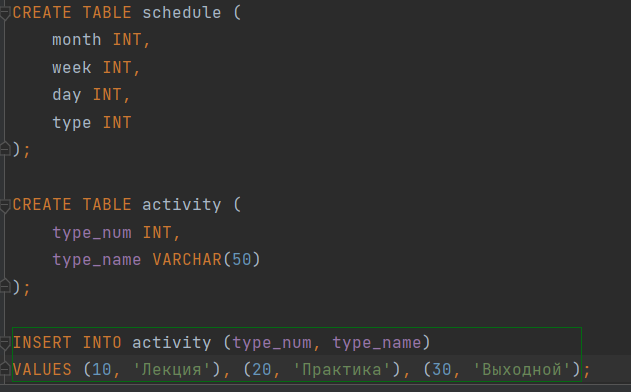 CREATE TABLE schedule (
    month INT,
    week INT,
    day INT,
    type INT
);

CREATE TABLE activity (
    type_num INT,
    type_name VARCHAR(50)
);

INSERT INTO activity (type_num, type_name)
VALUES (10, 'Лекция'), (20, 'Практика'), (30, 'Выходной');